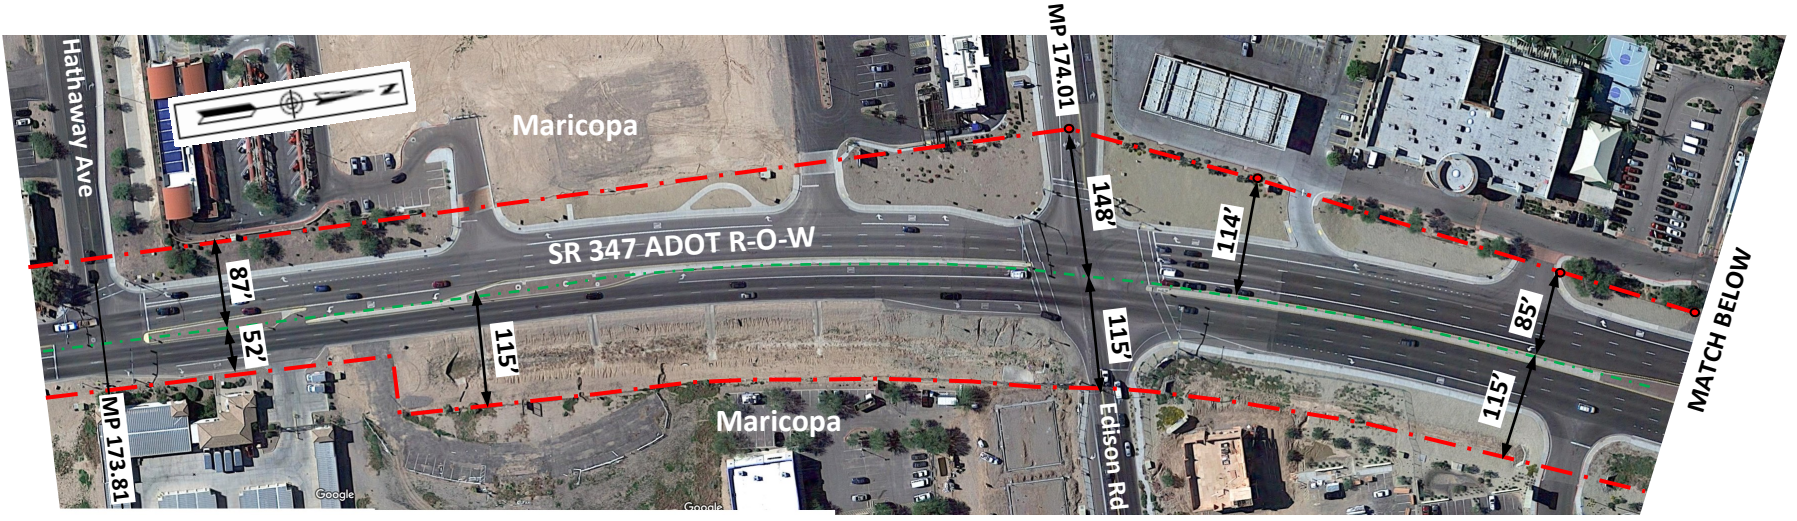 Hathaway Ave
N
Maricopa
MP 174.01
SR 347 ADOT R-O-W
87'
52'
115'
148'
115'
114'
85'
115'
MATCH BELOW
MP 173.81
Maricopa
Edison Rd
Google
Google